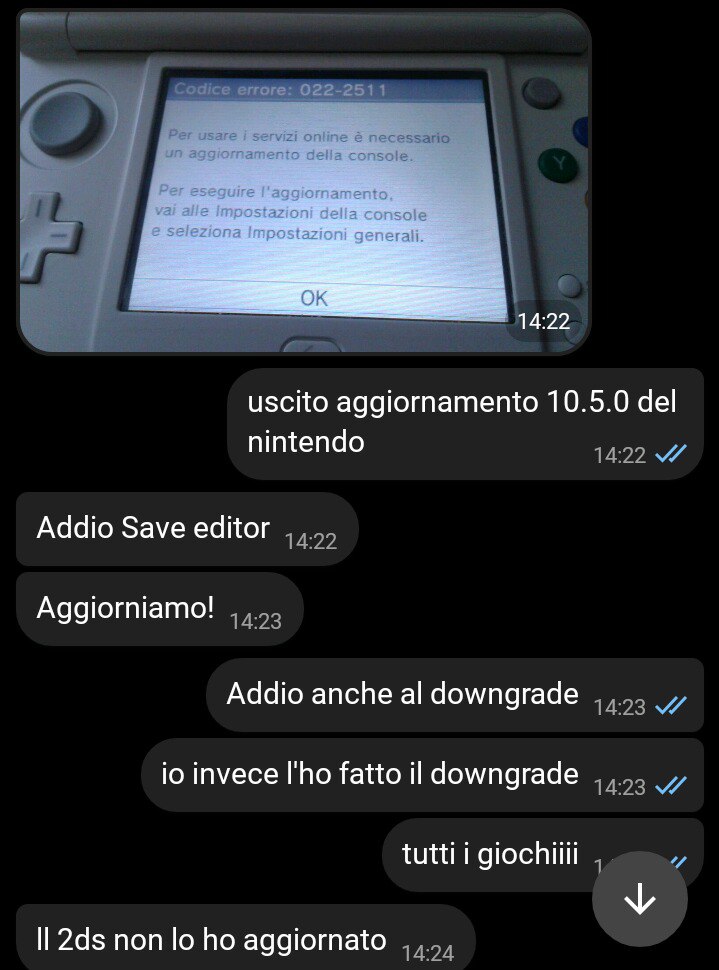 Codice errore: 022-2511
Per usare i servizi online è necessario
un aggiornamento della console.
Per eseguire l'aggiornamento,
vai alle Impostazioni della console
e seleziona Impostazioni generali.
OK
Y
14:22
uscito aggiornamento 10.5.0 del
nintendo
14:22
Addio Save editor 14:22
Aggiorniamo! 14:23
Addio anche al downgrade 14:23
io invece l'ho fatto il downgrade 14:23
tutti i giochiiii
Il 2ds non lo ho aggiornato 14:24